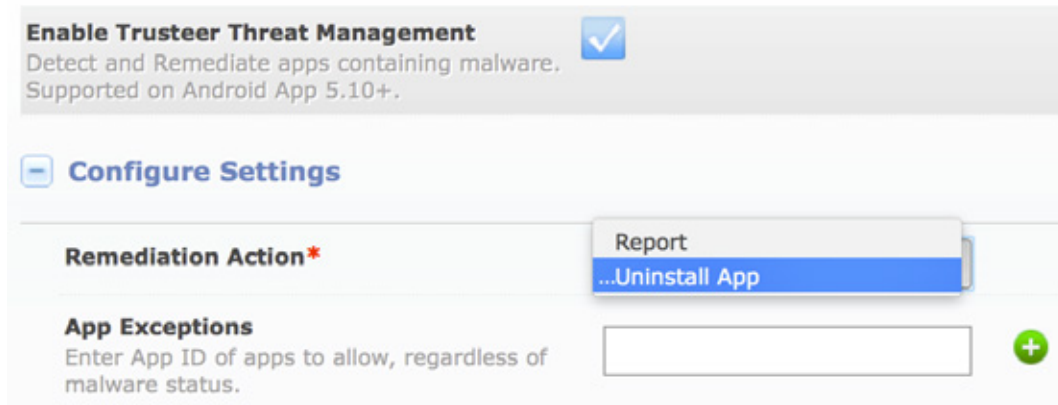 Enable Trusteer Threat Management
Detect and Remediate apps containing malware.
Supported on Android App 5.10+.
Configure Settings
Remediation Action*
Report
...Uninstall App
App Exceptions
Enter App ID of apps to allow, regardless of
malware status.